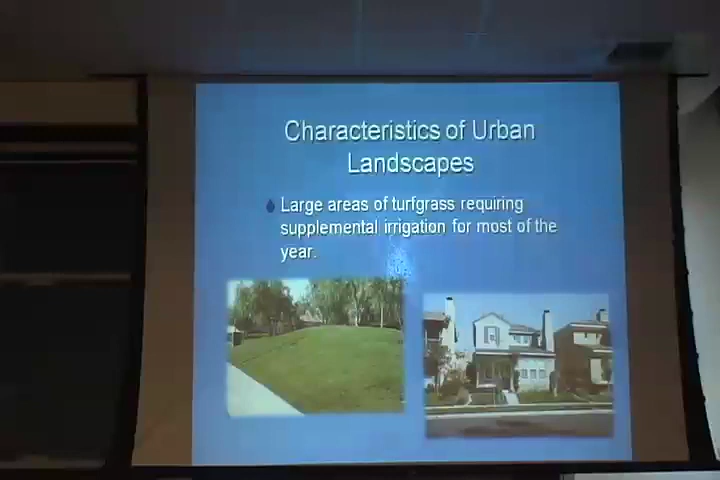 Characteristics of Urban
Landscapes
Large areas of turfgrass requiring
supplemental irrigation for most of the
year.